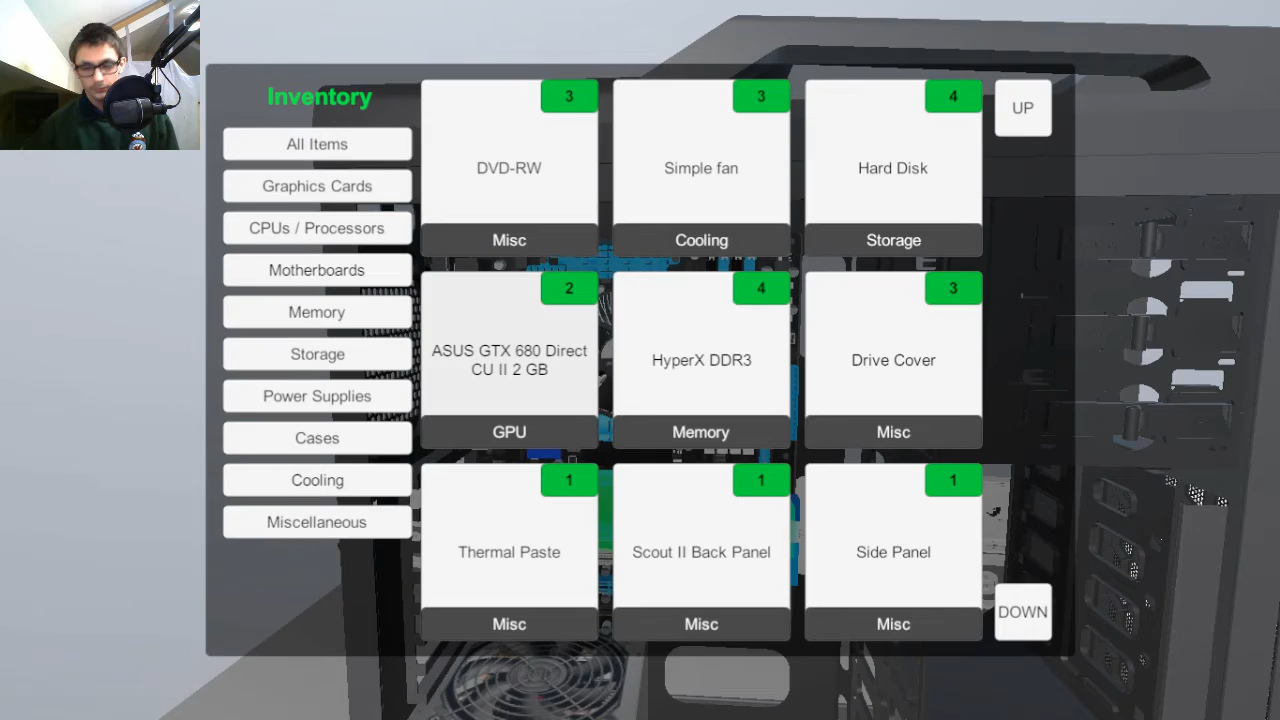 Inventory
All Items
Graphics Cards
CPUs / Processors
Motherboards
Memory
Storage
Power Supplies
Cases
Cooling
Miscellaneous
3
DVD-RW
Misc
3
Simple fan
Cooling
4
Hard Disk
Storage
2
ASUS GTX 680 Direct
CU II 2 GB
GPU
4
HyperX DDR3
Memory
3
Drive Cover
Misc
1
Thermal Paste
Misc
1
Scout II Back Panel
Misc
1
Side Panel
Misc
UP
DOWN